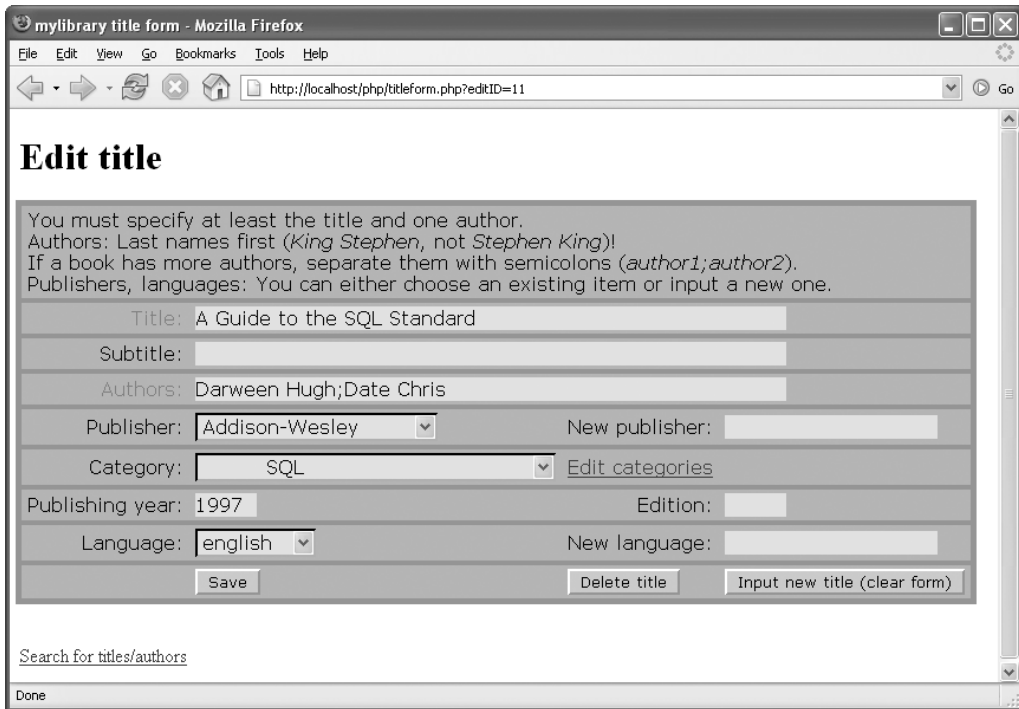 mylibrary title form - Mozilla Firefox
File Edit View Go Bookmarks Tools Help
http://localhost/php/titleform.php?editID=11 Go
Edit title
You must specify at least the title and one author.
Authors: Last names first (King Stephen, not Stephen King)!
If a book has more authors, separate them with semicolons (author1;author2).
Publishers, languages: You can either choose an existing item or input a new one.
Title: A Guide to the SQL Standard
Subtitle:
Authors: Darween Hugh;Date Chris
Publisher: Addison-Wesley New publisher:
Category: SQL Edit categories
Publishing year: 1997 Edition:
Language: english New language:
Save Delete title Input new title (clear form)
Search for titles/authors
Done